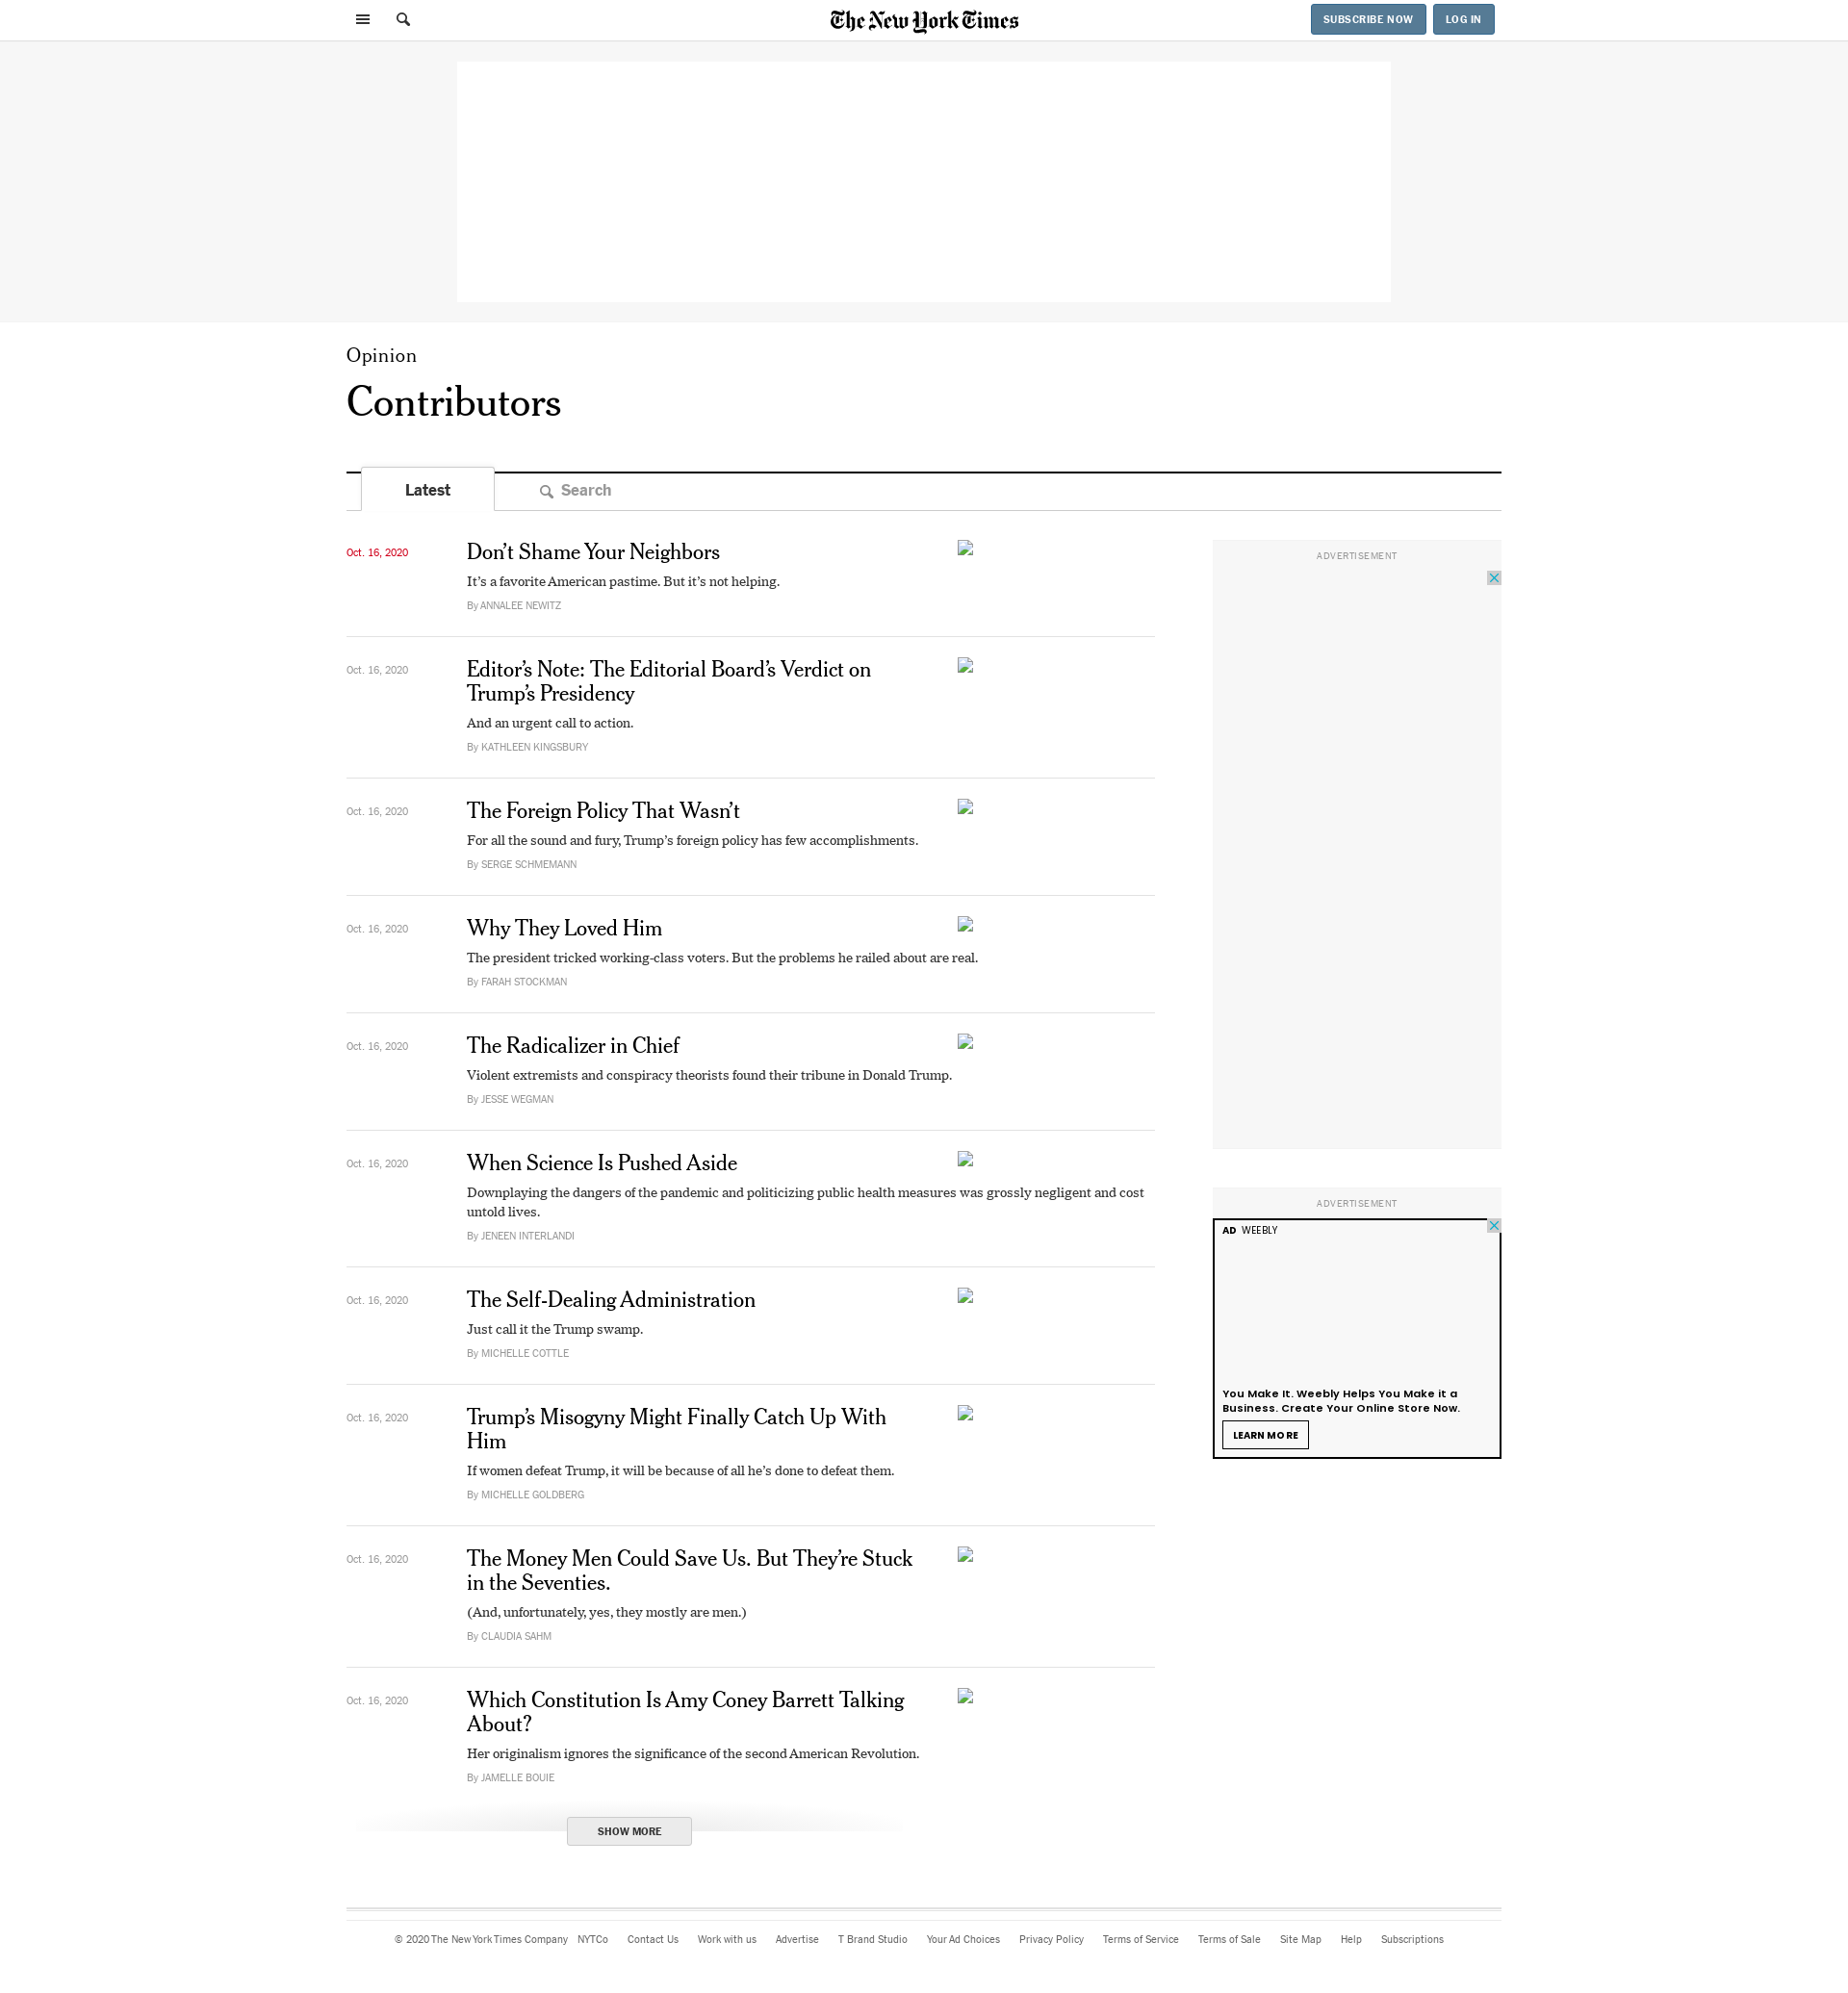 The New York Times
SUBSCRIBE NOW
LOG IN
Opinion
Contributors
Latest
Search
Oct. 16, 2020
Don’t Shame Your Neighbors
It’s a favorite American pastime. But it’s not helping.
By ANNALEE NEWITZ
Oct. 16, 2020
Editor’s Note: The Editorial Board’s Verdict on
Trump’s Presidency
And an urgent call to action.
By KATHLEEN KINGSBURY
Oct. 16, 2020
The Foreign Policy That Wasn’t
For all the sound and fury, Trump’s foreign policy has few accomplishments.
By SERGE SCHMEMANN
Oct. 16, 2020
Why They Loved Him
The president tricked working-class voters. But the problems he railed about are real.
By FARAH STOCKMAN
Oct. 16, 2020
The Radicalizer in Chief
Violent extremists and conspiracy theorists found their tribune in Donald Trump.
By JESSE WEGMAN
Oct. 16, 2020
When Science Is Pushed Aside
Downplaying the dangers of the pandemic and politicizing public health measures was grossly negligent and cost
untold lives.
By JENEEN INTERLANDI
Oct. 16, 2020
The Self-Dealing Administration
Just call it the Trump swamp.
By MICHELLE COTTLE
Oct. 16, 2020
Trump’s Misogyny Might Finally Catch Up With
Him
If women defeat Trump, it will be because of all he’s done to defeat them.
By MICHELLE GOLDBERG
Oct. 16, 2020
The Money Men Could Save Us. But They’re Stuck
in the Seventies.
(And, unfortunately, yes, they mostly are men.)
By CLAUDIA SAHM
Oct. 16, 2020
Which Constitution Is Amy Coney Barrett Talking
About?
Her originalism ignores the significance of the second American Revolution.
By JAMELLE BOUIE
SHOW MORE
ADVERTISEMENT
ADVERTISEMENT
AD WEEBLY
You Make It. Weebly Helps You Make it a
Business. Create Your Online Store Now.
LEARN MORE
© 2020 The New York Times Company NYTCo Contact Us Work with us Advertise T Brand Studio Your Ad Choices Privacy Policy Terms of Service Terms of Sale Site Map Help Subscriptions